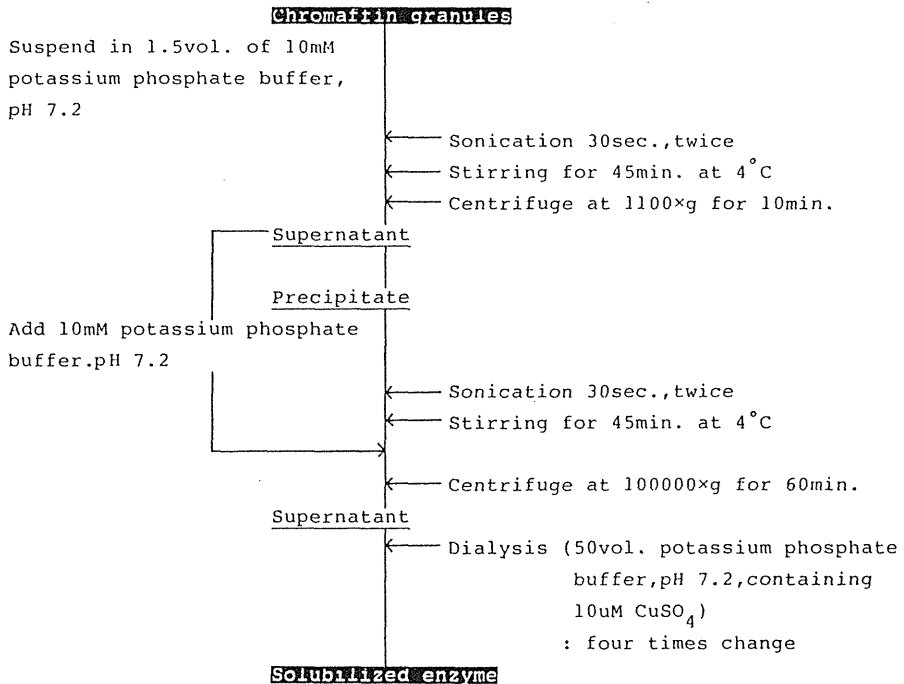 Chromaffin granules
Suspend in 1.5vol. of 10mM
potassium phosphate buffer,
pH 7.2
Sonication 30sec.,twice
Stirring for 45min. at 4°C
Centrifuge at 1100×g for 10min.
Supernatant
Precipitate
Add 10mM potassium phosphate
buffer.pH 7.2
Sonication 30sec.,twice
Stirring for 45min. at 4°C
Centrifuge at 100000×g for 60min.
Supernatant
Dialysis (50vol. potassium phosphate
buffer,pH 7.2,containing
10uM CuSO4)
: four times change
Solubilized enzyme